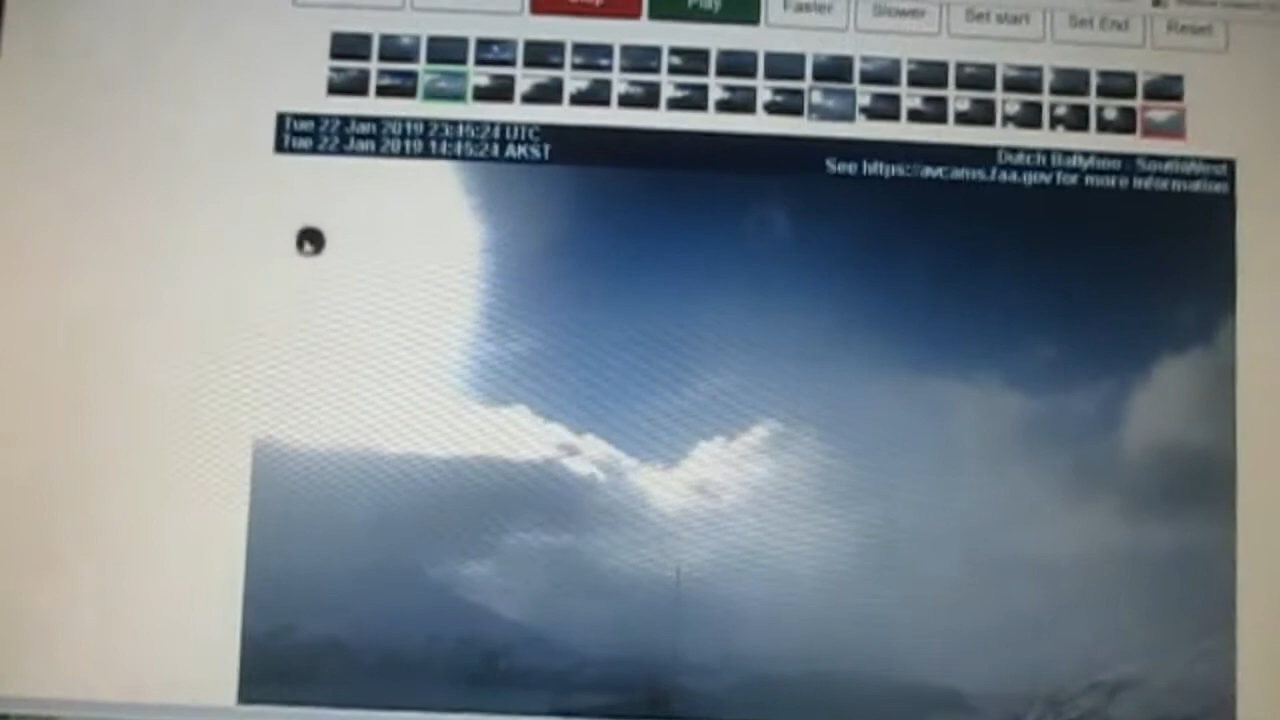 Stop Play Faster Slower Set start Set End Reset
Tue 22 Jan 2019 23:45:24 UTC
Tue 22 Jan 2019 14:45:24 AKST
Dutch Ballyhoo - SouthWest
See https://avcams.faa.gov for more information